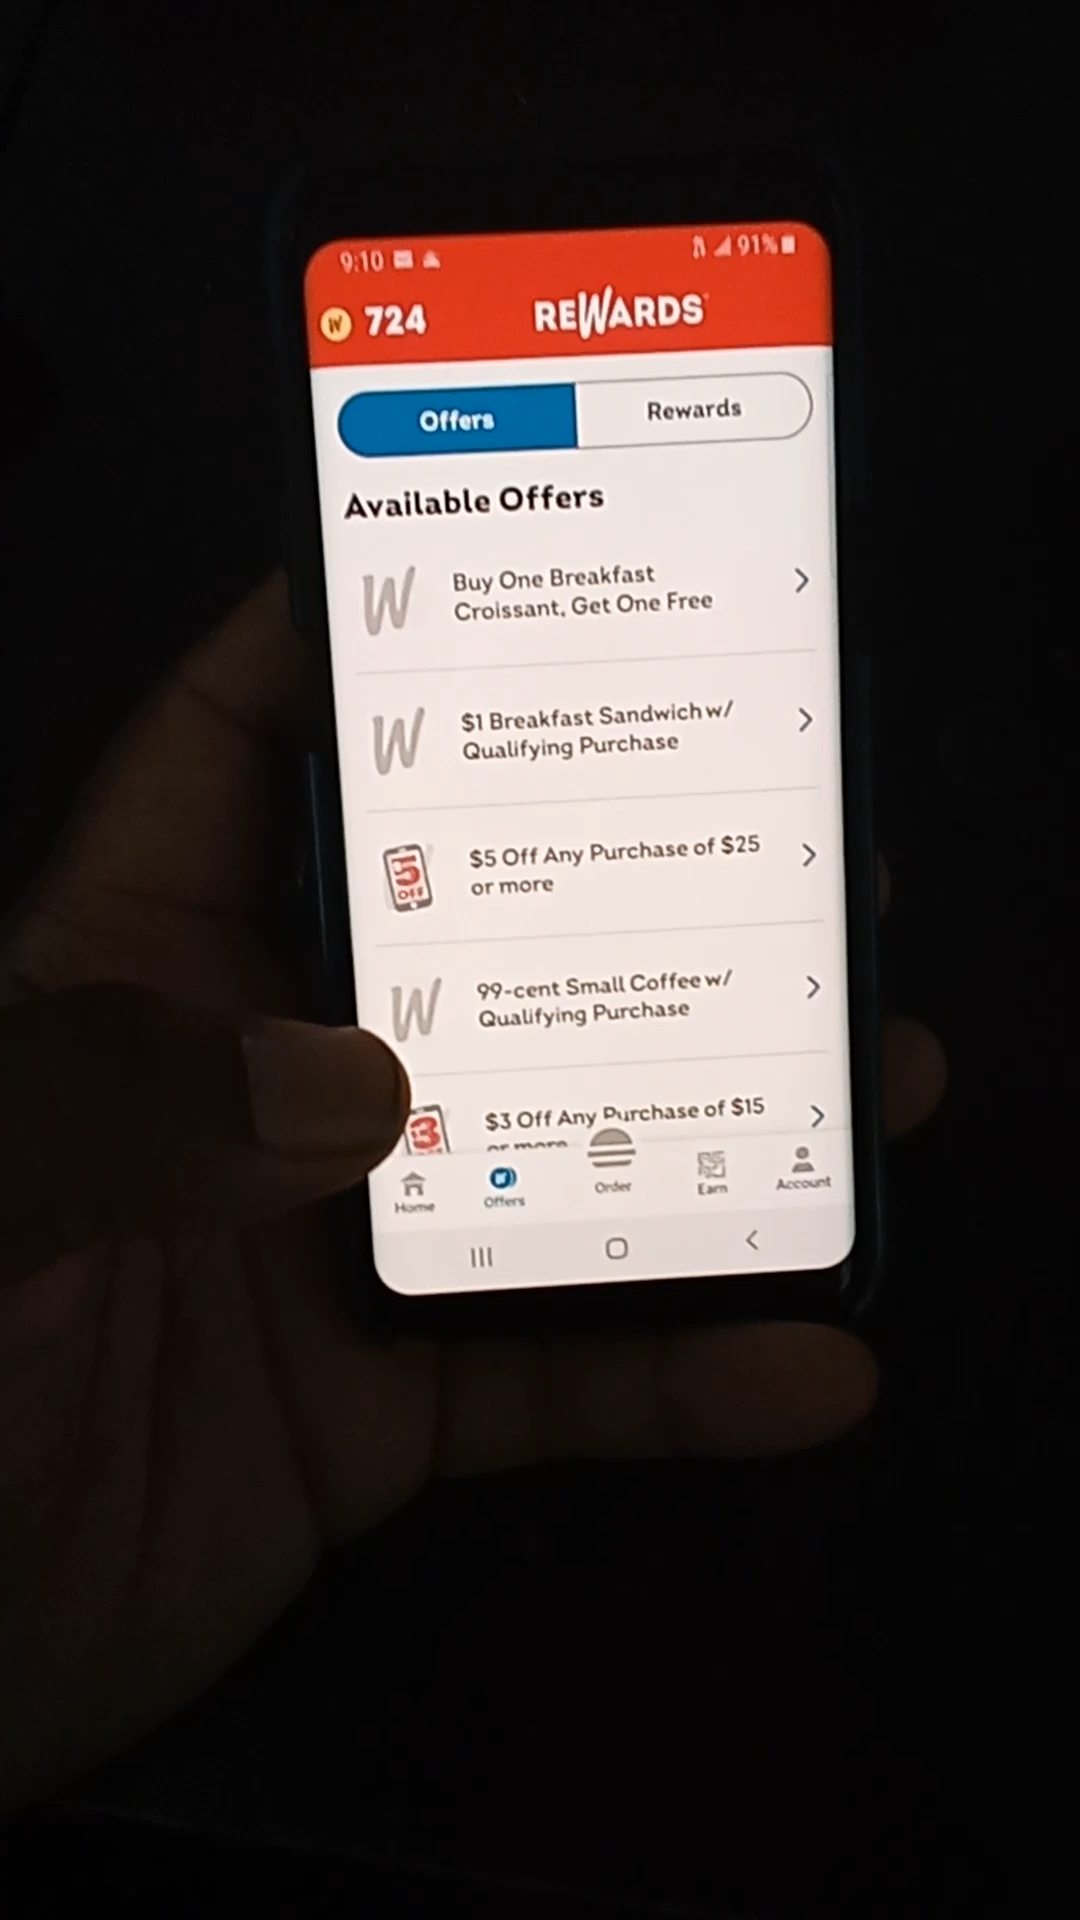 9:10 91%
W 724 REWARDS
Offers Rewards
Available Offers
W Buy One Breakfast
Croissant, Get One Free
W $1 Breakfast Sandwich w/
Qualifying Purchase
5 OFF $5 Off Any Purchase of $25
or more
W 99-cent Small Coffee w/
Qualifying Purchase
3 $3 Off Any Purchase of $15
or more
Home Offers Order Earn Account